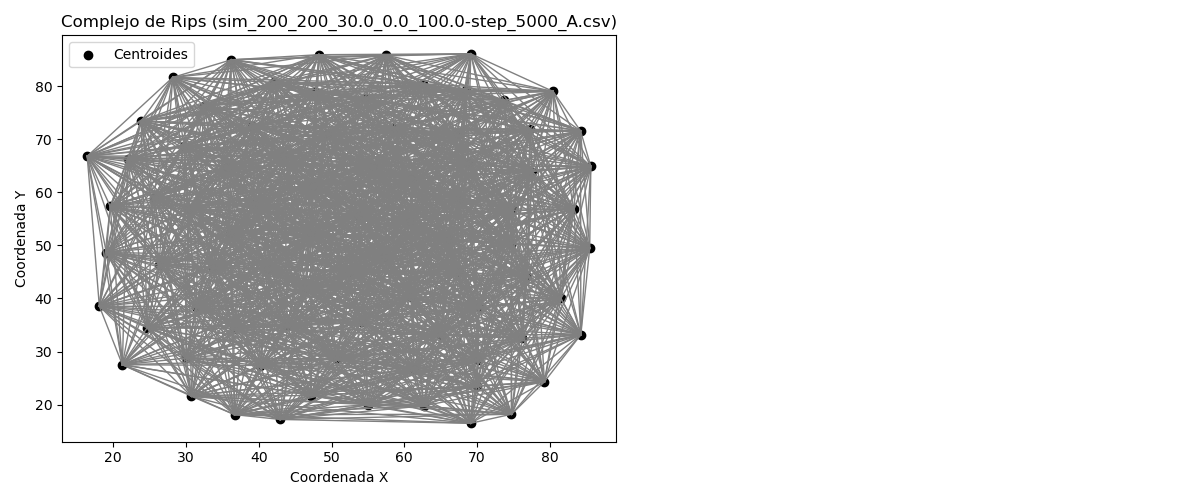 Complejo de Rips (sim_200_200_30.0_0.0_100.0-step_5000_A.csv)
Centroides
Coordenada Y
80
70
60
50
40
30
20
20 30 40 50 60 70 80
Coordenada X